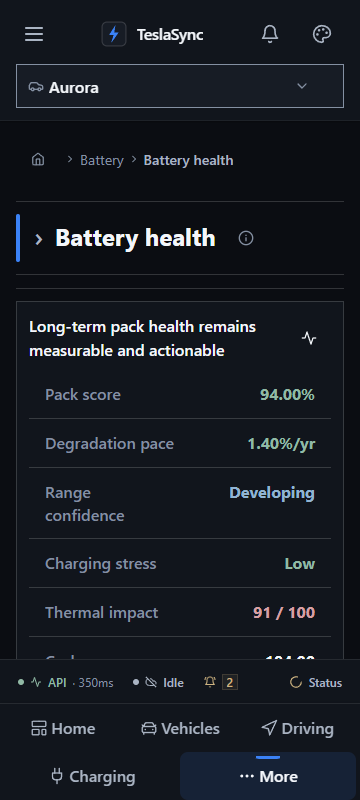 TeslaSync
Aurora
Battery Battery health
Battery health
Long-term pack health remains
measurable and actionable
Pack score 94.00%
Degradation pace 1.40%/yr
Range Developing
confidence
Charging stress Low
Thermal impact 91 / 100
API · 350ms Idle 2 Status
Home Vehicles Driving
Charging More